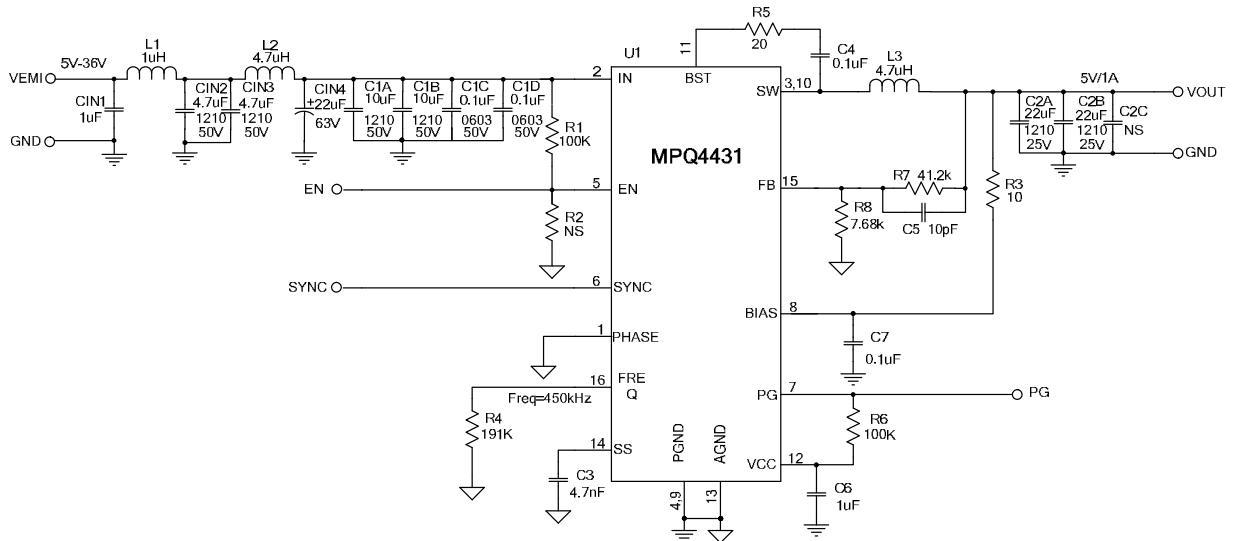 VEMI
5V-36V
L1
1uH
L2
4.7uH
CIN1
1uF
GND
CIN2
4.7uF
1210
50V
CIN3
4.7uF
1210
50V
CIN4
+
22uF
63V
C1A
10uF
1210
50V
C1B
10uF
1210
50V
C1C
0.1uF
0603
50V
C1D
0.1uF
0603
50V
R1
100K
EN
R2
NS
SYNC
R4
191K
Freq=450kHz
C3
4.7nF
U1
MPQ4431
2
IN
5
EN
6
SYNC
1
PHASE
16
FRE
Q
14
SS
11
BST
3,10
SW
15
FB
8
BIAS
7
PG
12
VCC
PGND
4,9
AGND
13
R5
20
C4
0.1uF
L3
4.7uH
R7 41.2k
R8
7.68k
C5 10pF
R3
10
C7
0.1uF
PG
R6
100K
C6
1uF
5V/1A
C2A
22uF
1210
25V
C2B
22uF
1210
25V
C2C
NS
VOUT
GND